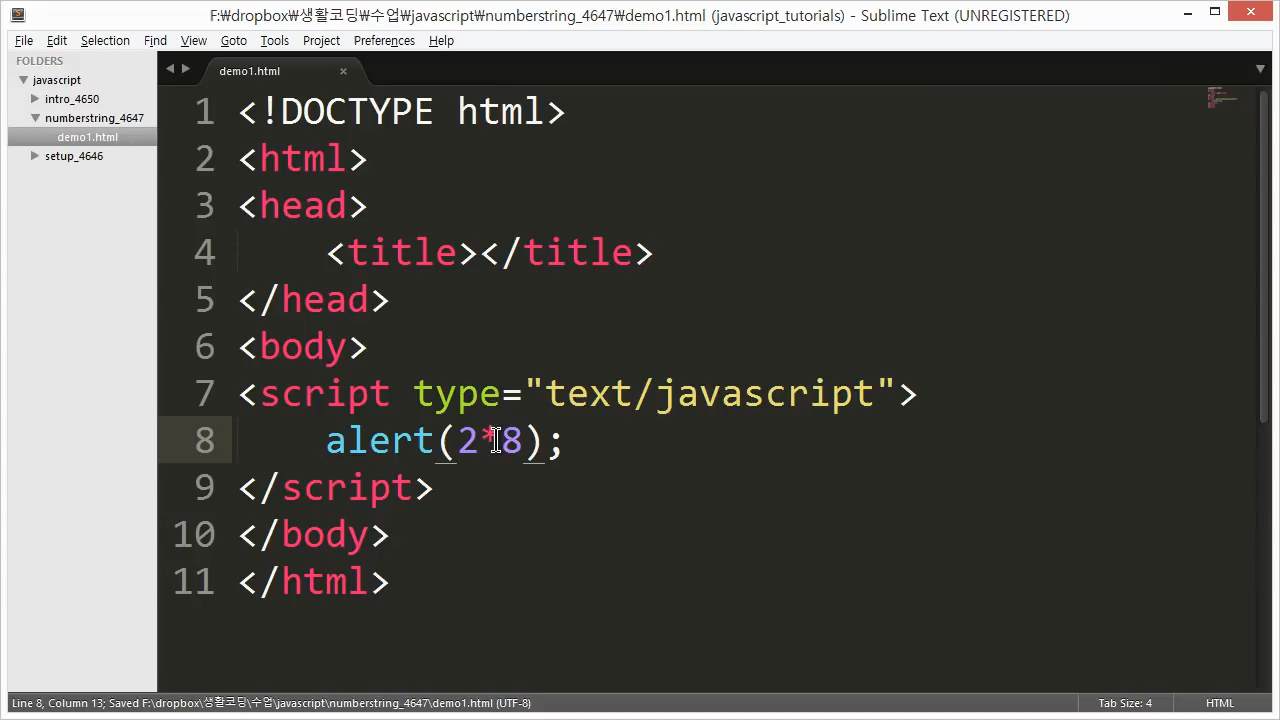 F:₩dropbox₩생활코딩₩수업₩javascript₩numberstring_4647₩demo1.html (javascript_tutorials) - Sublime Text (UNREGISTERED)
File Edit Selection Find View Goto Tools Project Preferences Help
FOLDERS
javascript
intro_4650
numberstring_4647
demo1.html
setup_4646
demo1.html
1 <!DOCTYPE html>
2 <html>
3 <head>
4 <title></title>
5 </head>
6 <body>
7 <script type="text/javascript">
8 alert(2*8);
9 </script>
10 </body>
11 </html>
Line 8, Column 13; Saved F:\dropbox\생활코딩\수업\javascript\numberstring_4647\demo1.html (UTF-8)
Tab Size: 4
HTML